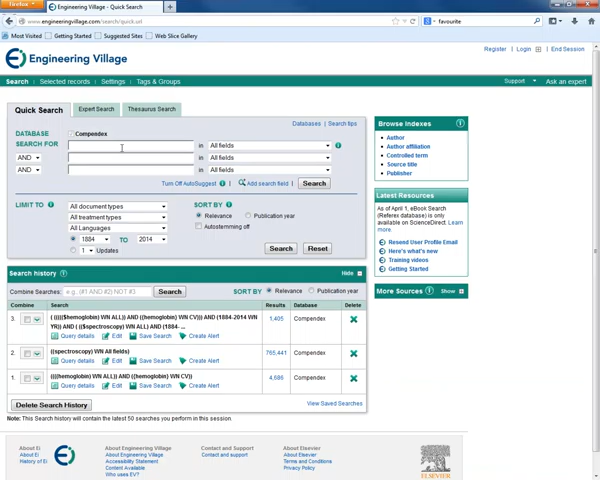 Firefox
Engineering Village - Quick Search
www.engineeringvillage.com/search/quick.url
favourite
Most Visited Getting Started Suggested Sites Web Slice Gallery
Engineering Village
Register Login End Session
Search Selected records Settings Tags & Groups Support Ask an expert
Quick Search Expert Search Thesaurus Search
Databases | Search tips
DATABASE Compendex
SEARCH FOR in All fields
AND in All fields
AND in All fields
Turn Off AutoSuggest Add search field Search
LIMIT TO All document types
All treatment types
All Languages
1884 TO 2014
1 Updates
SORT BY
Relevance Publication year
Autostemming off
Search Reset
Browse Indexes
Author
Author affiliation
Controlled term
Source title
Publisher
Latest Resources
As of April 1, eBook Search
(Referex database) is only
available on
ScienceDirect. Learn
more.
Resend User Profile Email
Here's what's new
Training videos
Getting Started
More Sources Show
Search history Hide
Combine Searches: e.g., (#1 AND #2) NOT #3 Search SORT BY Relevance Publication year
Combine Search Results Database Delete
3. ( (((($hemoglobin) WN ALL)) AND ((hemoglobin) WN CV)) AND (1884-2014 WN
YR)) AND ( (($spectroscopy) WN ALL) AND (1884- ...
1,405 Compendex
Query details Edit Save Search Create Alert
2. ((spectroscopy) WN All fields) 765,441 Compendex
Query details Edit Save Search Create Alert
1. ((((hemoglobin) WN ALL)) AND ((hemoglobin) WN CV)) 4,686 Compendex
Query details Edit Save Search Create Alert
Delete Search History View Saved Searches
Note: This Search history will contain the latest 50 searches you perform in this session.
About Ei
About Ei
History of Ei
About Engineering Village
About Engineering Village
Accessibility Statement
Content Available
Who uses EV?
Contact and Support
Contact and support
About Elsevier
About Elsevier
Terms and Conditions
Privacy Policy
ELSEVIER